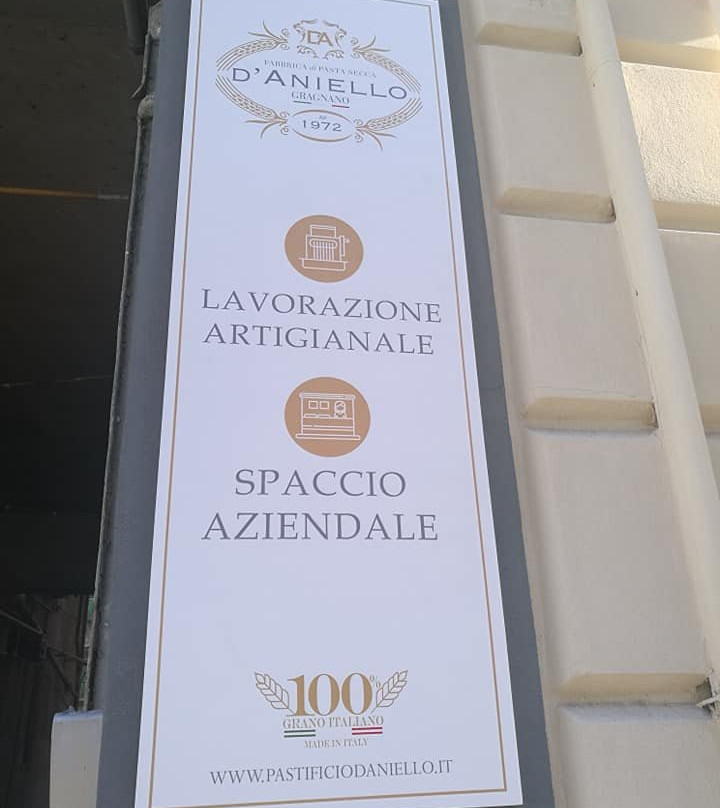 DA
FABBRICA di PASTA SECCA
D'ANIELLO
GRAGNANO
1972
LAVORAZIONE
ARTIGIANALE
SPACCIO
AZIENDALE
100%
GRANO ITALIANO
MADE IN ITALY
WWW.PASTIFICIODANIELLO.IT